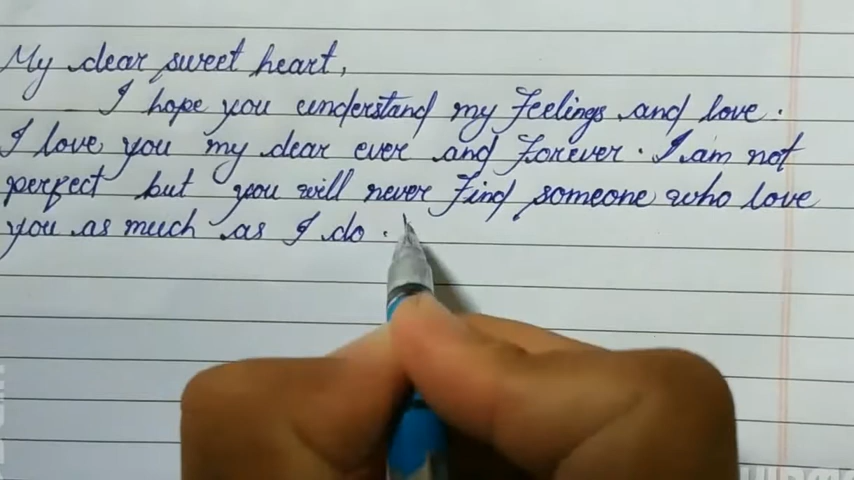 My dear sweet heart,
I hope you understand my feelings and love.
I love you my dear ever and forever. I am not
perfect but you will never find someone who love
you as much as I do.